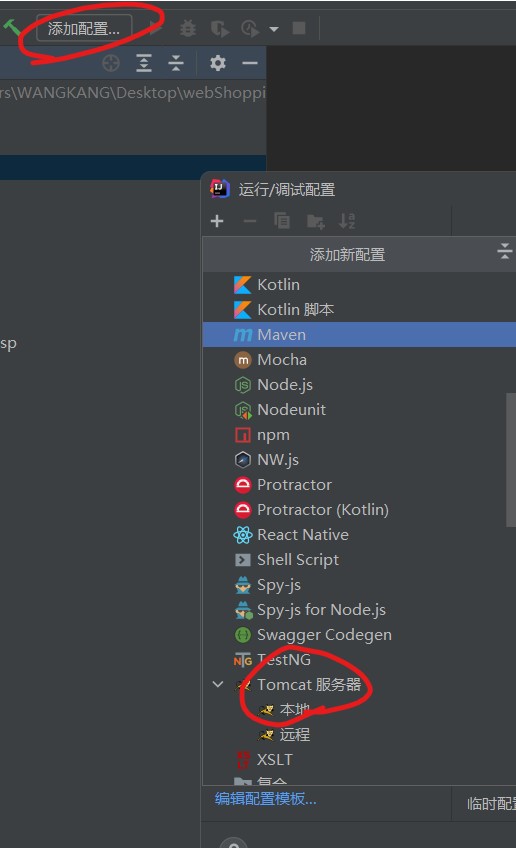 添加配置...
rs\WANGKANG\Desktop\webShoppi
运行/调试配置
添加新配置
Kotlin
Kotlin 脚本
Maven
sp
Mocha
Node.js
Nodeunit
npm
NW.js
Protractor
Protractor (Kotlin)
React Native
Shell Script
Spy-js
Spy-js for Node.js
Swagger Codegen
TestNG
Tomcat 服务器
本地
远程
XSLT
复合
编辑配置模板...
临时配